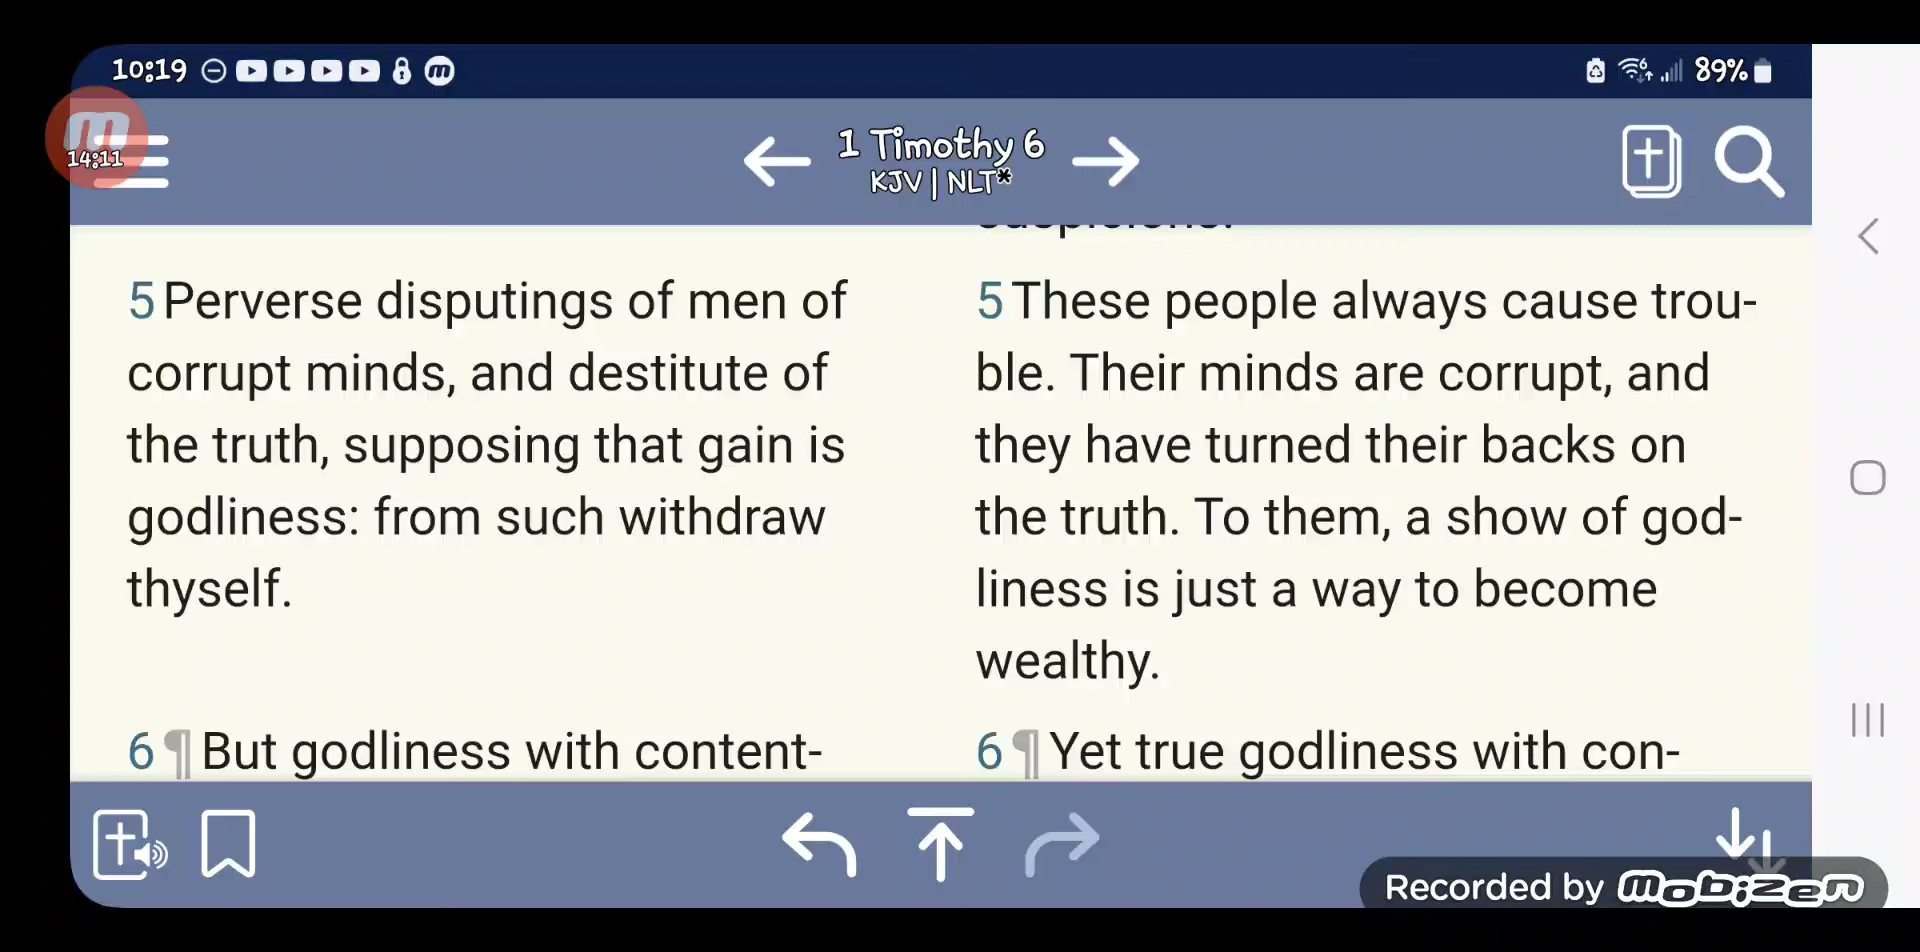 10:19
89%
14:11
1 Timothy 6
KJV | NLT*
5 Perverse disputings of men of
corrupt minds, and destitute of
the truth, supposing that gain is
godliness: from such withdraw
thyself.
6 ¶ But godliness with content-
suspicions.
5 These people always cause trou-
ble. Their minds are corrupt, and
they have turned their backs on
the truth. To them, a show of god-
liness is just a way to become
wealthy.
6 ¶ Yet true godliness with con-
Recorded by mobizen